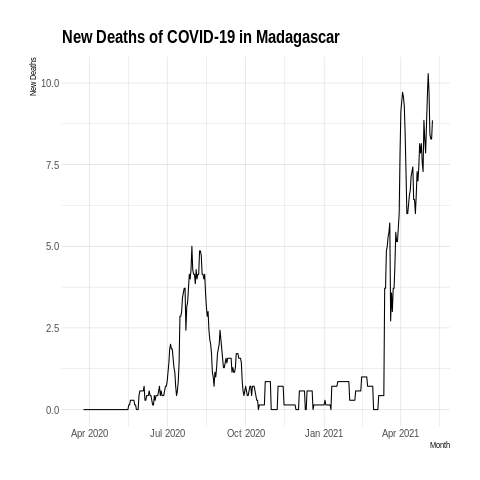 New Deaths of COVID-19 in Madagascar
New Deaths
10.0
7.5
5.0
2.5
0.0
Apr 2020 Jul 2020 Oct 2020 Jan 2021 Apr 2021
Month